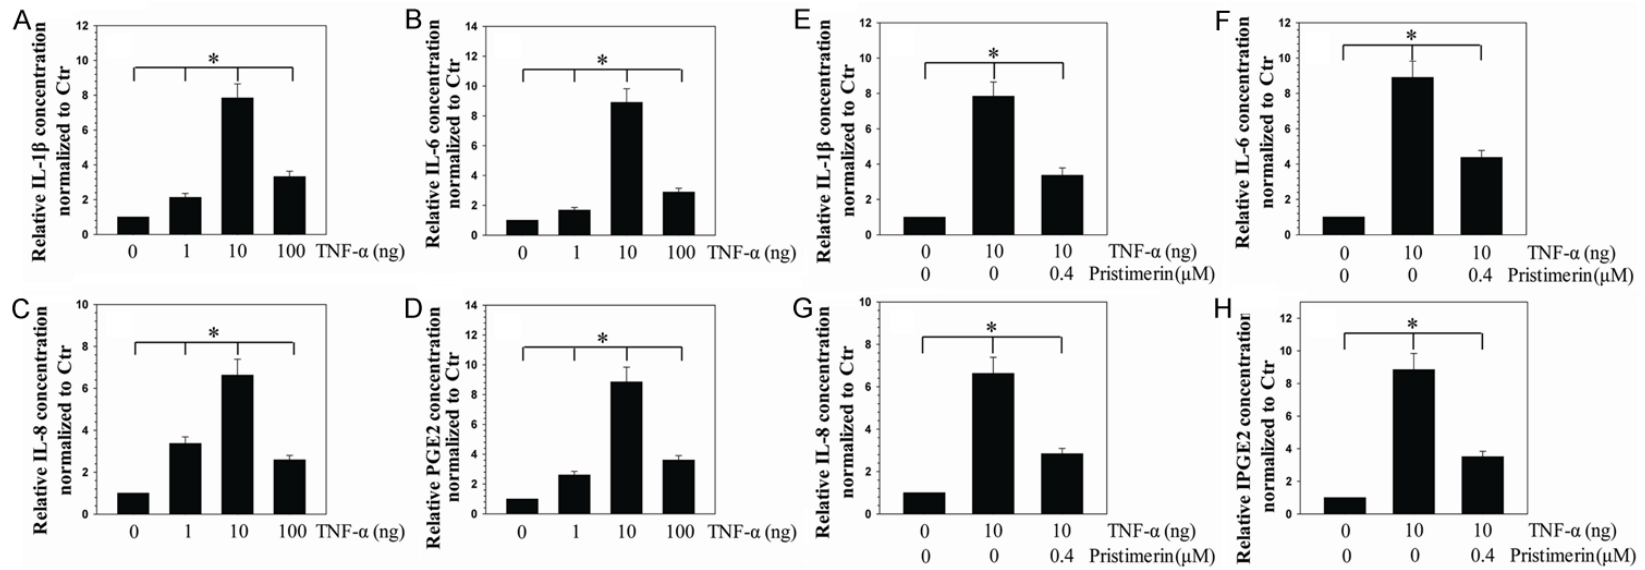 A
Relative IL-1β concentration
normalized to Ctr
12
10
8
6
4
2
0
*
0 1 10 100 TNF-α (ng)
B
Relative IL-6 concentration
normalized to Ctr
14
12
10
8
6
4
2
0
*
0 1 10 100 TNF-α (ng)
E
Relative IL-1β concentration
normalized to Ctr
12
10
8
6
4
2
0
*
0 10 10 TNF-α (ng)
0 0 0.4 Pristimerin(μM)
F
Relative IL-6 concentration
normalized to Ctr
12
10
8
6
4
2
0
*
0 10 10 TNF-α (ng)
0 0 0.4 Pristimerin(μM)
C
Relative IL-8 concentration
normalized to Ctr
10
8
6
4
2
0
*
0 1 10 100 TNF-α (ng)
D
Relative PGE2 concentration
normalized to Ctr
14
12
10
8
6
4
2
0
*
0 1 10 100 TNF-α (ng)
G
Relative IL-8 concentration
normalized to Ctr
10
8
6
4
2
0
*
0 10 10 TNF-α (ng)
0 0 0.4 Pristimerin(μM)
H
Relative IPGE2 concentration
normalized to Ctr
12
10
8
6
4
2
0
*
0 10 10 TNF-α (ng)
0 0 0.4 Pristimerin(μM)